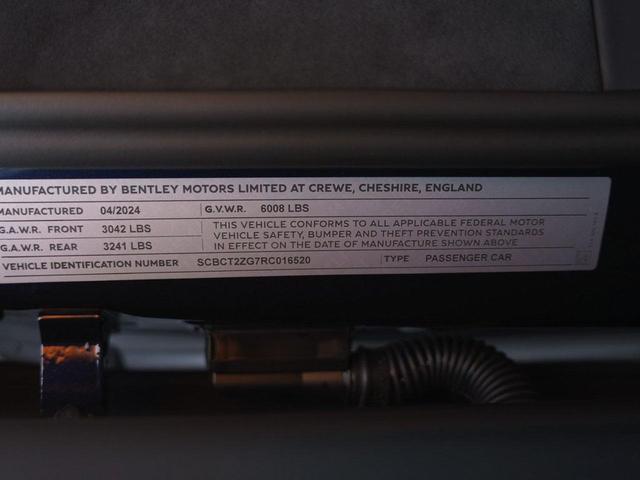 MANUFACTURED BY BENTLEY MOTORS LIMITED AT CREWE, CHESHIRE, ENGLAND
MANUFACTURED 04/2024 G.V.W.R. 6008 LBS
G.A.W.R. FRONT 3042 LBS
G.A.W.R. REAR 3241 LBS
THIS VEHICLE CONFORMS TO ALL APPLICABLE FEDERAL MOTOR
VEHICLE SAFETY, BUMPER AND THEFT PREVENTION STANDARDS
IN EFFECT ON THE DATE OF MANUFACTURE SHOWN ABOVE
VEHICLE IDENTIFICATION NUMBER SCBCT2ZG7RC016520 TYPE PASSENGER CAR